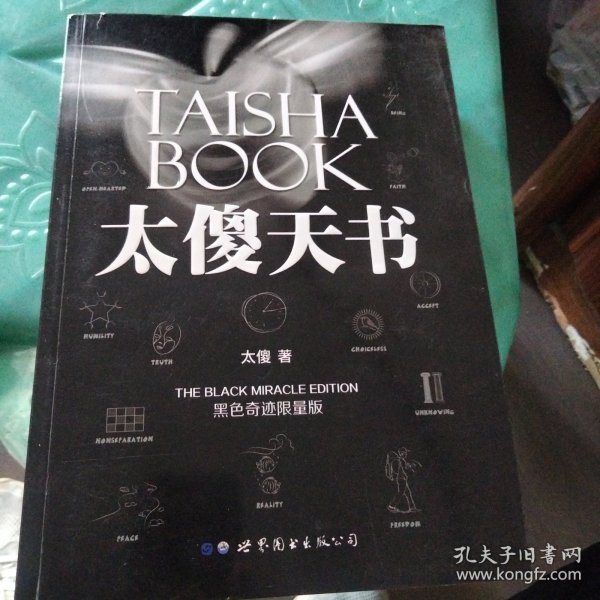 TAISHA
BOOK
太傻天书
BEING
OPEN-HEARTED
FAITH
ACCEPT
HUMILITY
TRUTH
CHOICELESS
太傻 著
THE BLACK MIRACLE EDITION
黑色奇迹限量版
NONSEPARATION
UNKNOWING
REALITY
PEACE
FREEDOM
世界图书出版公司
孔夫子旧书网
www.kongfz.com